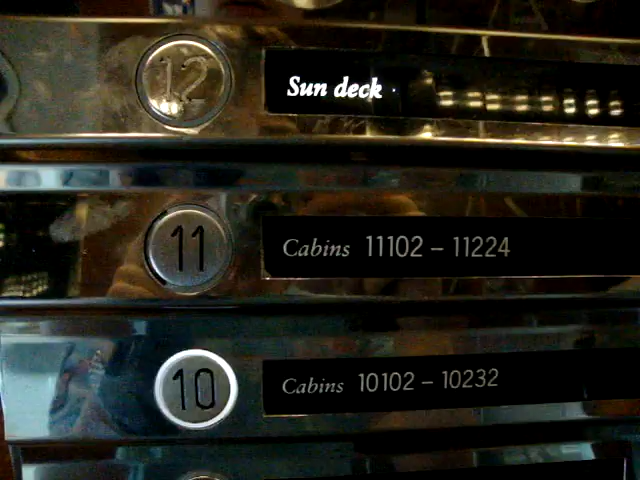 12 Sun deck
11 Cabins 11102 – 11224
10 Cabins 10102 – 10232